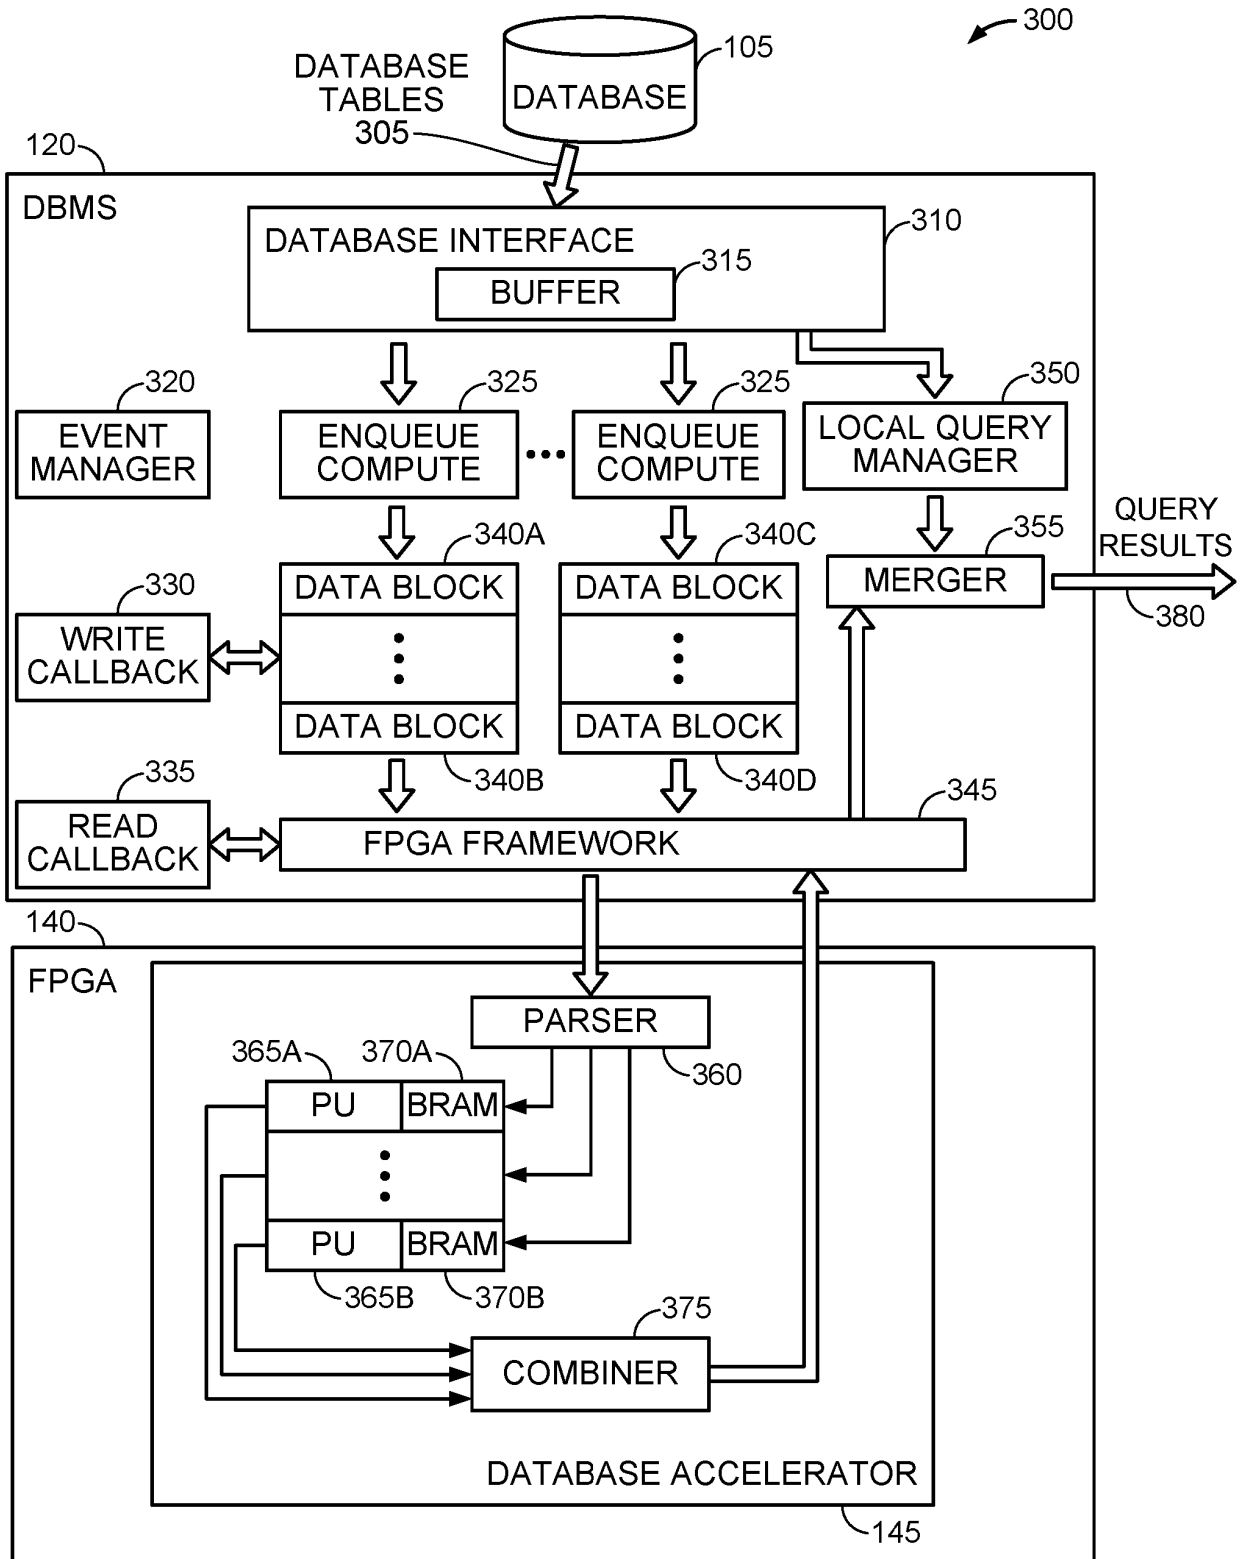 300
105
DATABASE
TABLES
305
DATABASE
120
DBMS
310
DATABASE INTERFACE
315
BUFFER
320
325
325
350
EVENT
MANAGER
ENQUEUE
COMPUTE
ENQUEUE
COMPUTE
LOCAL QUERY
MANAGER
340A
340C
355
QUERY
RESULTS
380
DATA BLOCK
DATA BLOCK
MERGER
330
WRITE
CALLBACK
DATA BLOCK
DATA BLOCK
340B
340D
335
345
READ
CALLBACK
FPGA FRAMEWORK
140
FPGA
PARSER
360
365A
370A
PU
BRAM
PU
BRAM
365B
370B
375
COMBINER
DATABASE ACCELERATOR
145